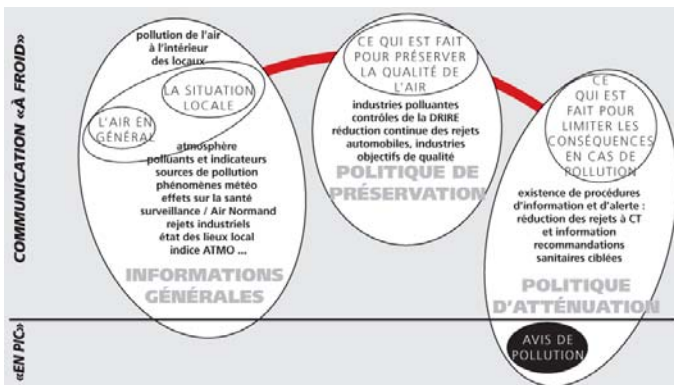 COMMUNICATION «À FROID»
«EN PIC»
pollution de l'air
à l'intérieur
des locaux
LA SITUATION
LOCALE
L'AIR EN
GÉNÉRAL
atmosphère
polluants et indicateurs
sources de pollution
phénomènes météo
effets sur la santé
surveillance / Air Normand
rejets industriels
état des lieux local
indice ATMO ...
INFORMATIONS
GÉNÉRALES
CE QUI EST FAIT
POUR PRÉSERVER
LA QUALITÉ DE
L'AIR
industries polluantes
contrôles de la DRIRE
réduction continue des rejets
automobiles, industries
objectifs de qualité
POLITIQUE DE
PRÉSERVATION
CE
QUI EST
FAIT POUR
LIMITER LES
CONSÉQUENCES
EN CAS DE
POLLUTION
existence de procédures
d'information et d'alerte :
réduction des rejets à CT
et information
recommandations
sanitaires ciblées
POLITIQUE
D'ATTÉNUATION
AVIS DE
POLLUTION